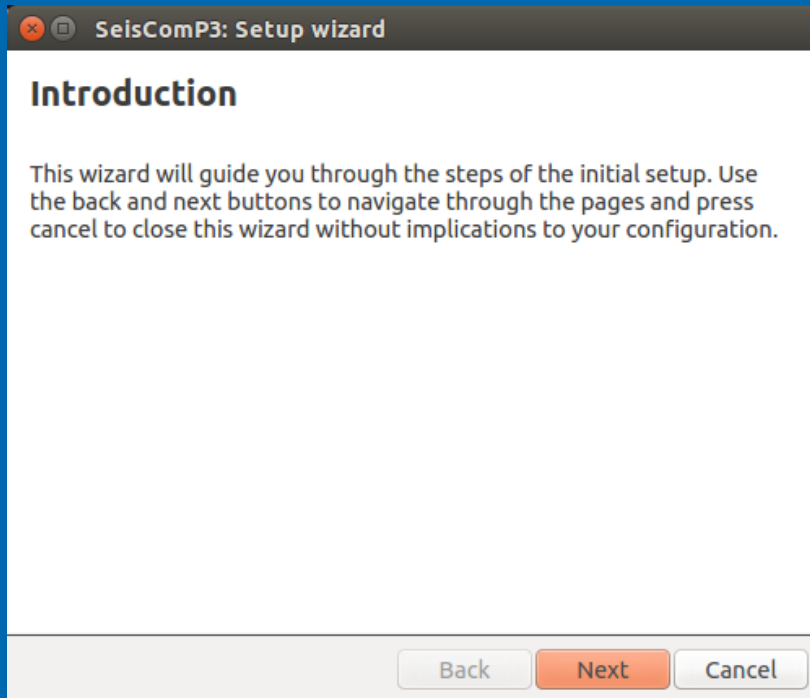 SeisComP3: Setup wizard
Introduction
This wizard will guide you through the steps of the initial setup. Use
the back and next buttons to navigate through the pages and press
cancel to close this wizard without implications to your configuration.
Back Next Cancel